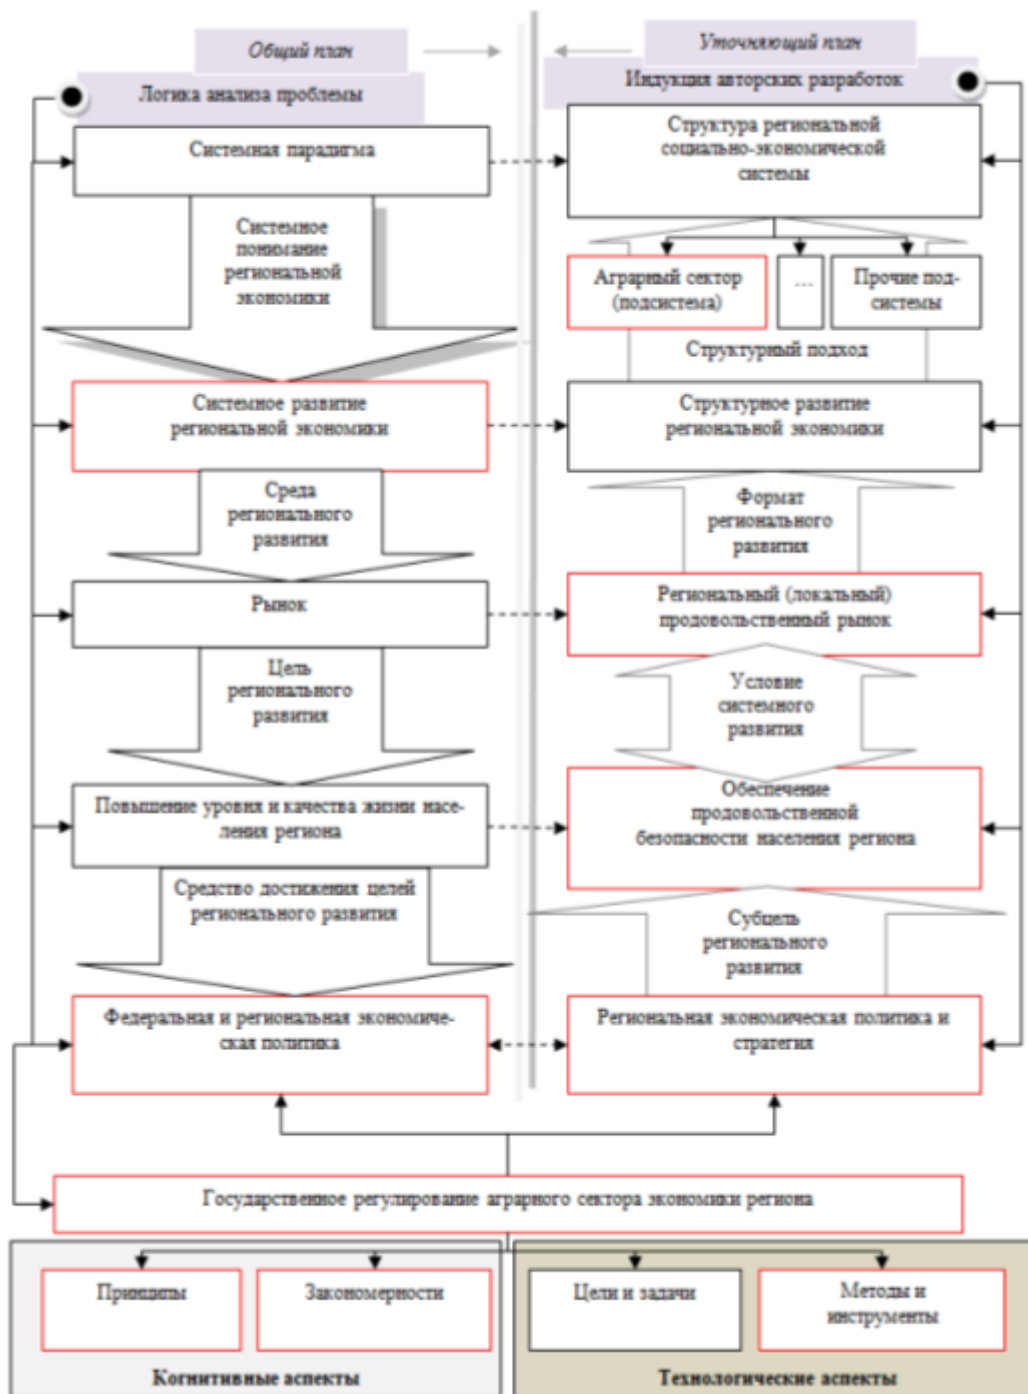 Общий план
Логика анализа проблемы
Уточняющий план
Индукция авторских разработок
Системная парадигма
Структура региональной
социально-экономической
системы
Системное
понимание
региональной
экономики
Аграрный сектор
(подсистема)
...
Прочие под-
системы
Структурный подход
Системное развитие
региональной экономики
Структурное развитие
региональной экономики
Среда
регионального
развития
Формат
регионального
развития
Рынок
Региональный (локальный)
продовольственный рынок
Цель
регионального
развития
Условие
системного
развития
Повышение уровня и качества жизни насе-
ления региона
Обеспечение
продовольственной
безопасности населения региона
Средство достижения целей
регионального развития
Субцель
регионального
развития
Федеральная и региональная экономиче-
ская политика
Региональная экономическая политика и
стратегия
Государственное регулирование аграрного сектора экономики региона
Принципы
Закономерности
Цели и задачи
Методы и
инструменты
Когнитивные аспекты
Технологические аспекты